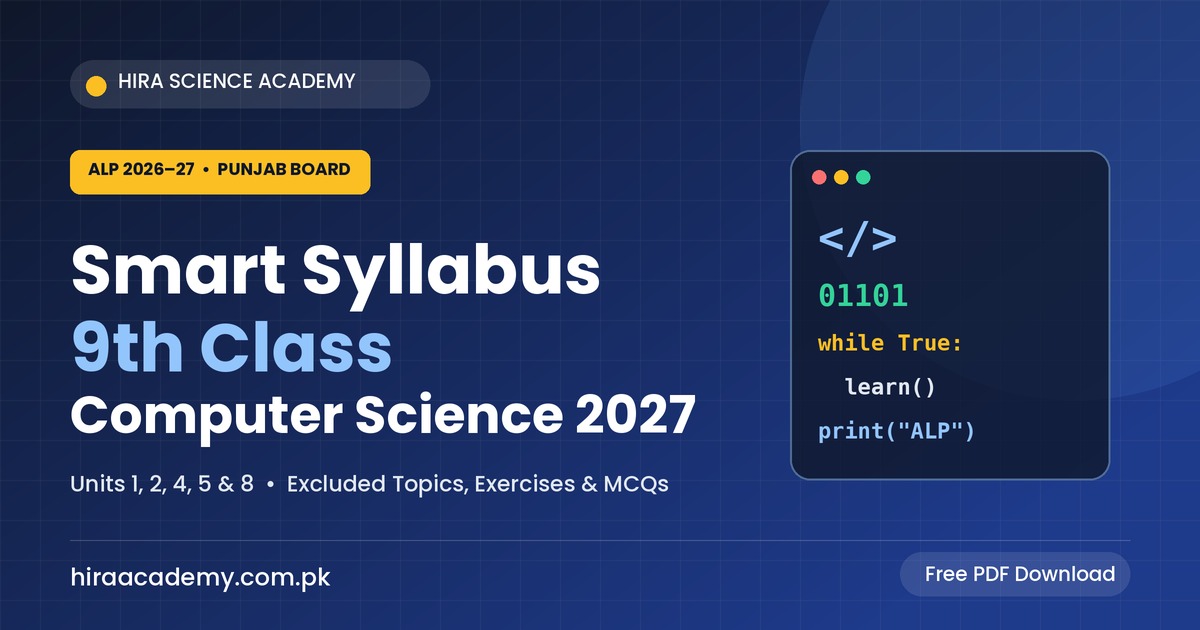 HIRA SCIENCE ACADEMY
ALP 2026–27 • PUNJAB BOARD
Smart Syllabus
9th Class
Computer Science 2027
Units 1, 2, 4, 5 & 8 • Excluded Topics, Exercises & MCQs
</>
01101
while True:
  learn()
print("ALP")
hiraacademy.com.pk
Free PDF Download